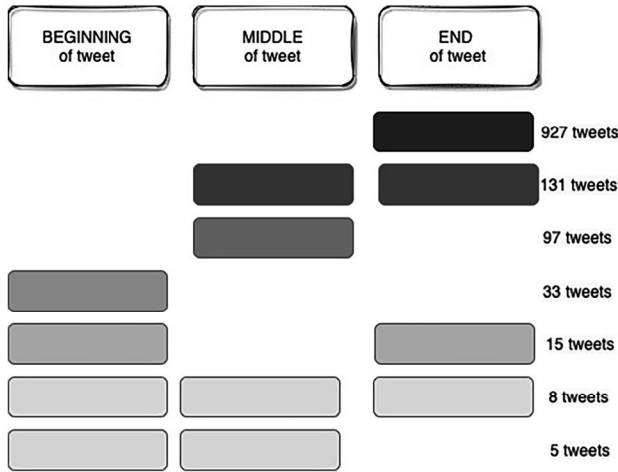 BEGINNING
of tweet
MIDDLE
of tweet
END
of tweet
927 tweets
131 tweets
97 tweets
33 tweets
15 tweets
8 tweets
5 tweets